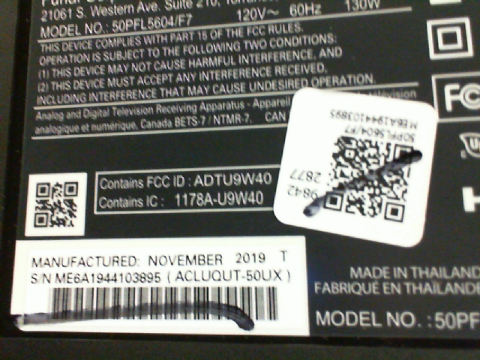 21061 S. Western Ave. Suite 210,
MODEL NO.: 50PFL5604/F7 120V~ 60Hz 130W
THIS DEVICE COMPLIES WITH PART 15 OF THE FCC RULES.
OPERATION IS SUBJECT TO THE FOLLOWING TWO CONDITIONS:
(1) THIS DEVICE MAY NOT CAUSE HARMFUL INTERFERENCE, AND
(2) THIS DEVICE MUST ACCEPT ANY INTERFERENCE RECEIVED,
INCLUDING INTERFERENCE THAT MAY CAUSE UNDESIRED OPERATION.
Analog and Digital Television Receiving Apparatus - Appareil
analogique et numérique, Canada BETS-7 / NTMR-7. CAN
ME6A1944103895
50PFL5604/F7
9842
2877
FC
Contains FCC ID : ADTU9W40
Contains IC : 1178A-U9W40
MANUFACTURED: NOVEMBER 2019 T
S/N ME6A1944103895 ( ACLUQUT-50UX )
MADE IN THAILAND
FABRIQUÉ EN THAÏLANDE
MODEL NO. :50PF